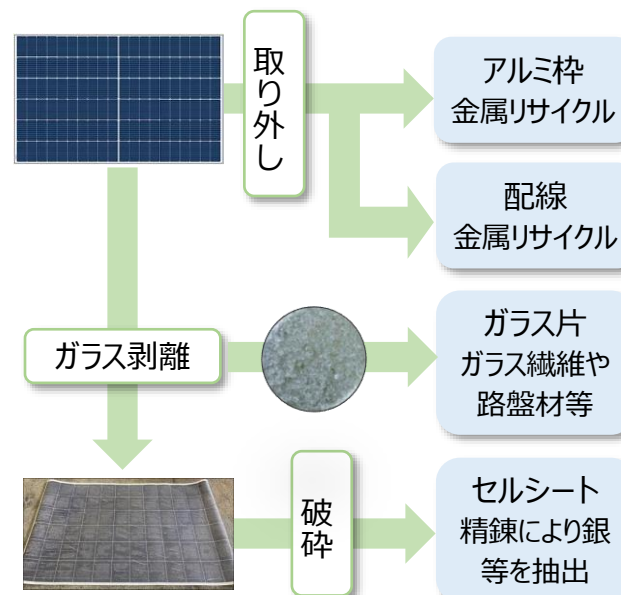 取り外し
アルミ枠
金属リサイクル
配線
金属リサイクル
ガラス剥離
ガラス片
ガラス繊維や
路盤材等
破砕
セルシート
精錬により銀
等を抽出